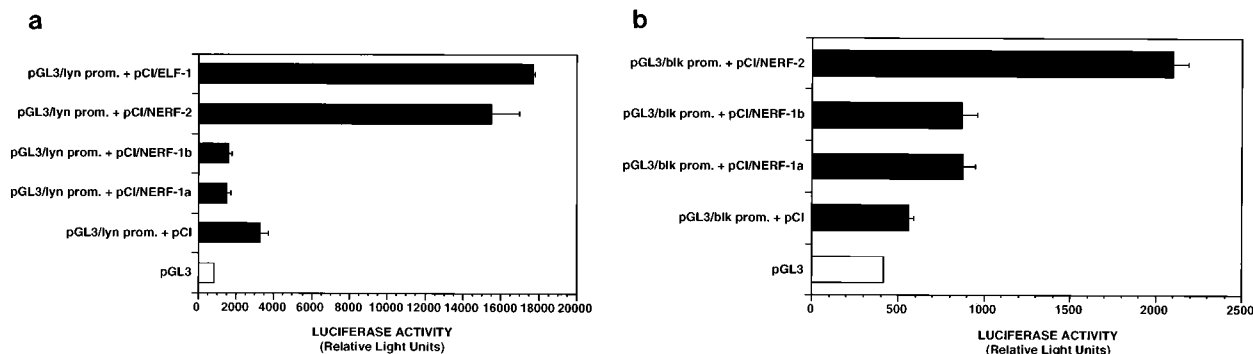 a
pGL3/lyn prom. + pCI/ELF-1
pGL3/lyn prom. + pCI/NERF-2
pGL3/lyn prom. + pCI/NERF-1b
pGL3/lyn prom. + pCI/NERF-1a
pGL3/lyn prom. + pCI
pGL3
0 2000 4000 6000 8000 10000 12000 14000 16000 18000 20000
LUCIFERASE ACTIVITY
(Relative Light Units)
b
pGL3/blk prom. + pCI/NERF-2
pGL3/blk prom. + pCI/NERF-1b
pGL3/blk prom. + pCI/NERF-1a
pGL3/blk prom. + pCI
pGL3
0 500 1000 1500 2000 2500
LUCIFERASE ACTIVITY
(Relative Light Units)